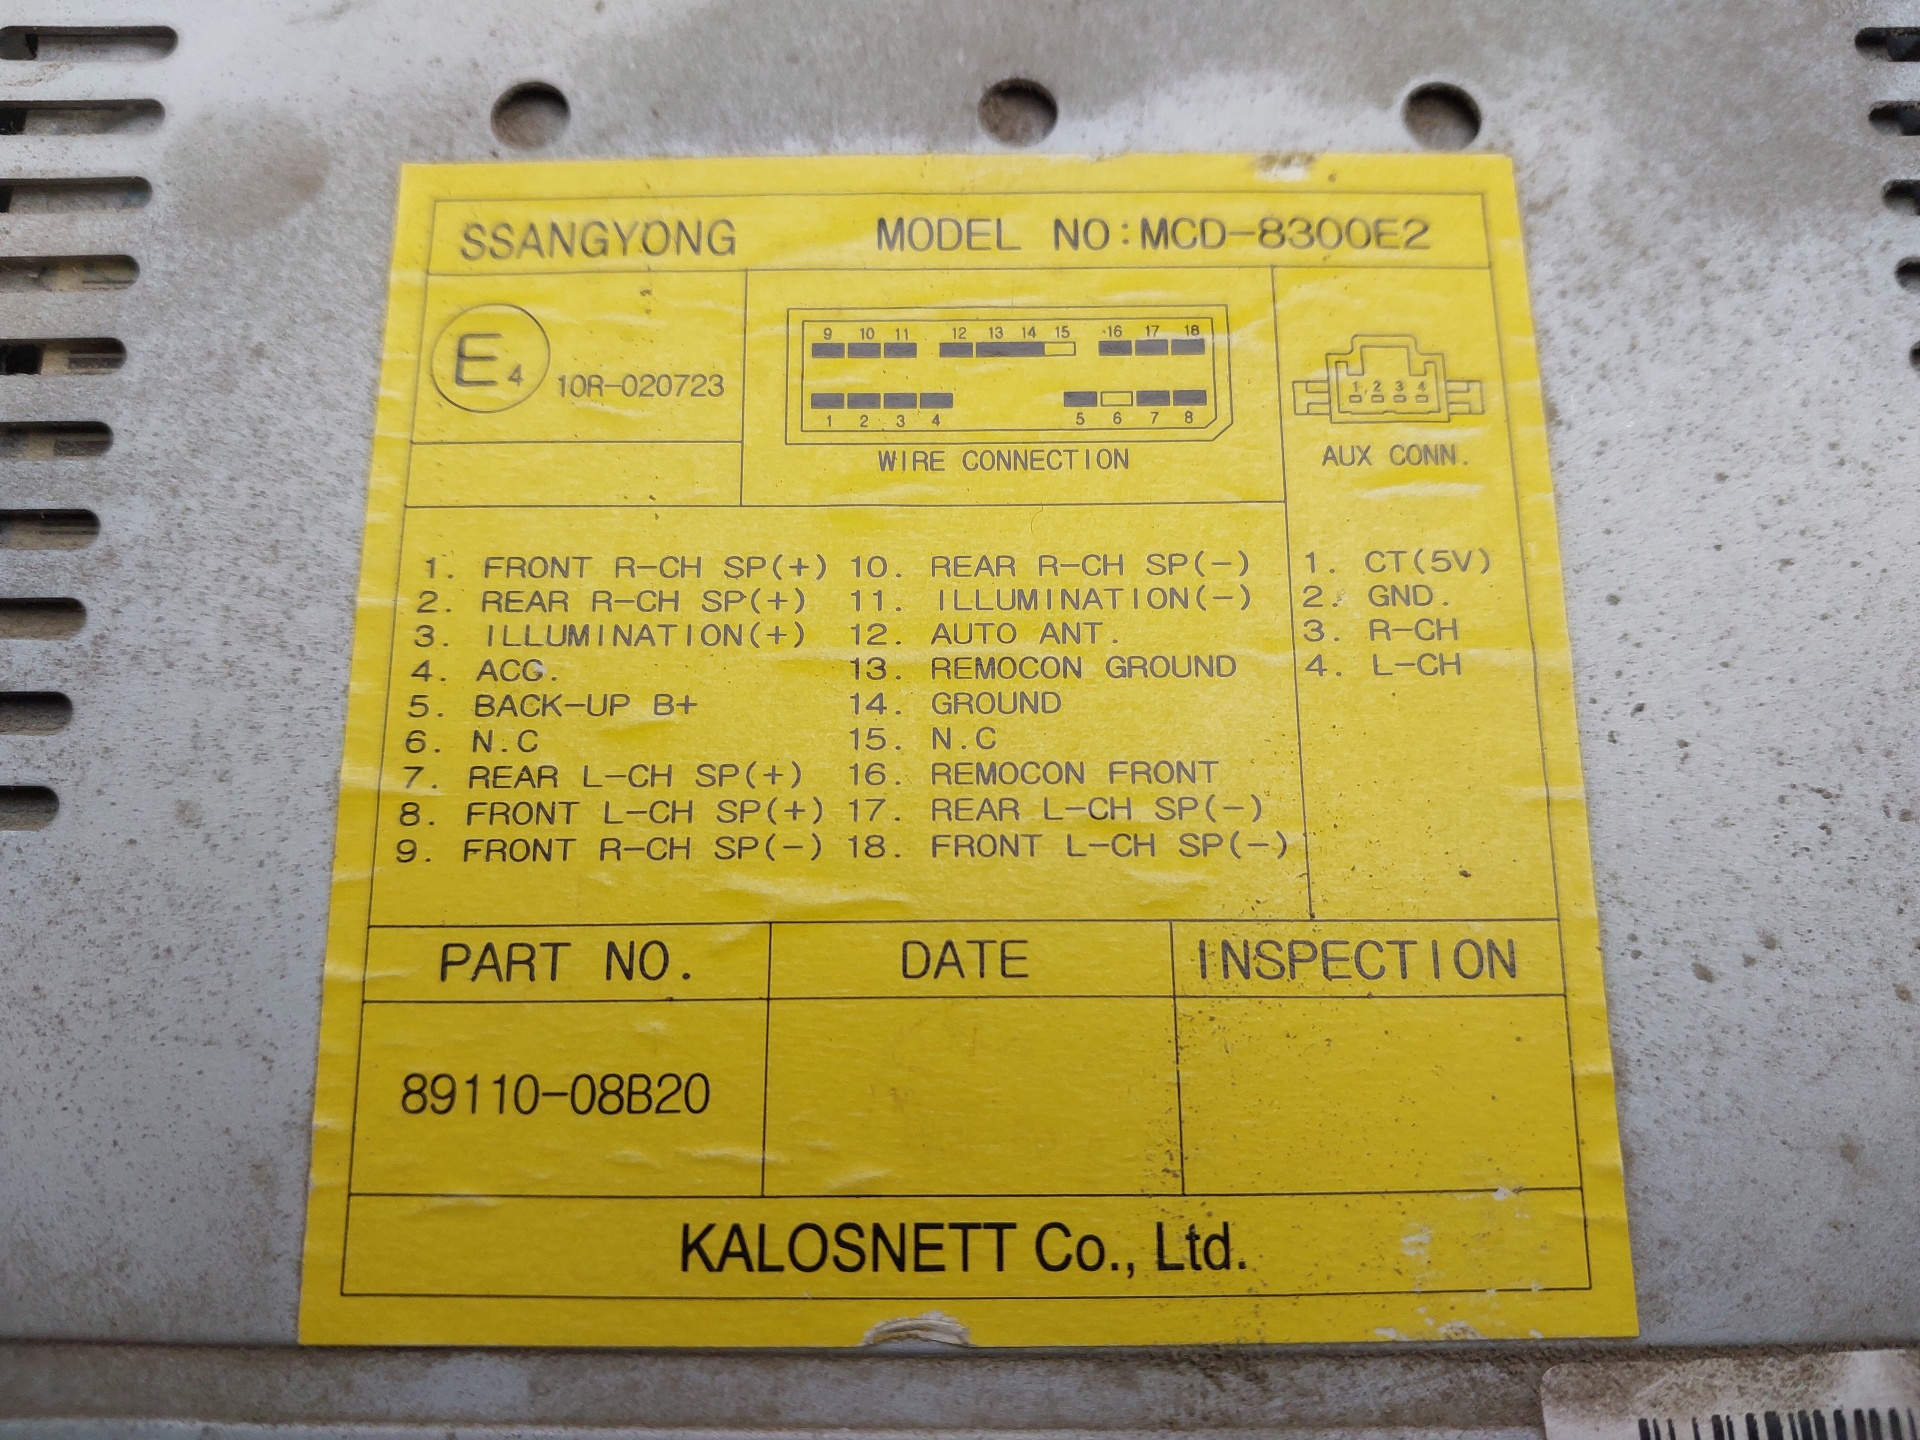 SSANGYONG MODEL NO:MCD-8300E2
E4 10R-020723
9 10 11 12 13 14 15 16 17 18
1 2 3 4 5 6 7 8
WIRE CONNECTION
1 2 3 4
AUX CONN.
1. FRONT R-CH SP(+) 10. REAR R-CH SP(-) 1. CT(5V)
2. REAR R-CH SP(+) 11. ILLUMINATION(-) 2. GND.
3. ILLUMINATION(+) 12. AUTO ANT. 3. R-CH
4. ACC. 13. REMOCON GROUND 4. L-CH
5. BACK-UP B+ 14. GROUND
6. N.C 15. N.C
7. REAR L-CH SP(+) 16. REMOCON FRONT
8. FRONT L-CH SP(+) 17. REAR L-CH SP(-)
9. FRONT R-CH SP(-) 18. FRONT L-CH SP(-)
PART NO. DATE INSPECTION
89110-08B20
KALOSNETT Co., Ltd.